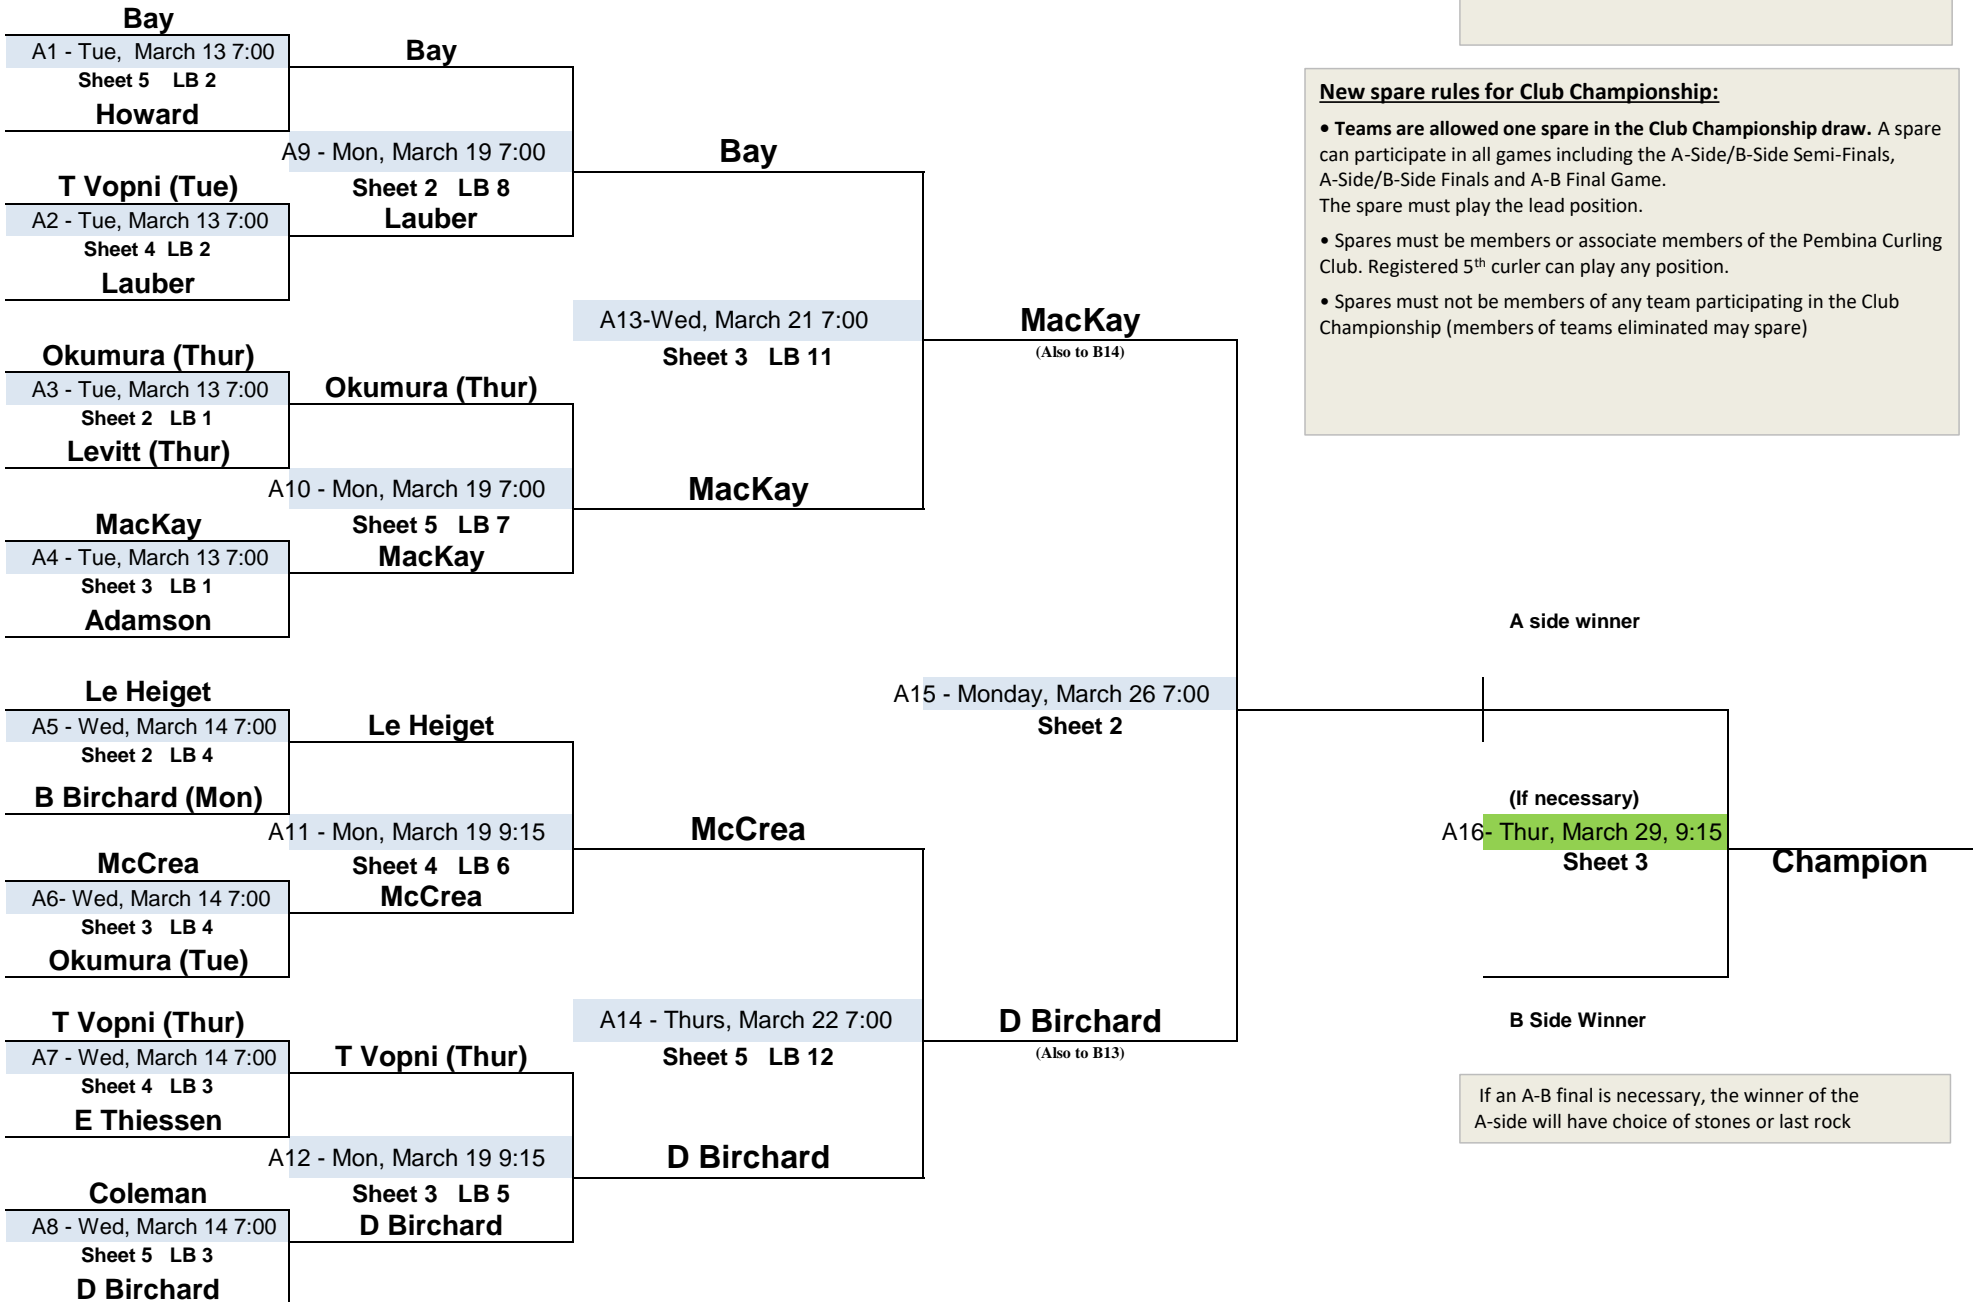 Bay
A1 - Tue,  March 13 7:00
Sheet 5    LB 2
Howard
T Vopni (Tue)
A2 - Tue, March 13 7:00
Sheet 4  LB 2
Lauber
Okumura (Thur)
A3 - Tue, March 13 7:00
Sheet 2   LB 1
Levitt (Thur)
MacKay
A4 - Tue, March 13 7:00
Sheet 3   LB 1
Adamson
Le Heiget
A5 - Wed, March 14 7:00
Sheet 2   LB 4
B Birchard (Mon)
McCrea
A6- Wed, March 14 7:00
Sheet 3   LB 4
Okumura (Tue)
T Vopni (Thur)
A7 - Wed, March 14 7:00
Sheet 4   LB 3
E Thiessen
Coleman
A8 - Wed, March 14 7:00
Sheet 5   LB 3
D Birchard
Bay
A9 - Mon, March 19 7:00
Sheet 2   LB 8
Lauber
Okumura (Thur)
A10 - Mon, March 19 7:00
Sheet 5   LB 7
MacKay
Le Heiget
A11 - Mon, March 19 9:15
Sheet 4   LB 6
McCrea
T Vopni (Thur)
A12 - Mon, March 19 9:15
Sheet 3   LB 5
D Birchard
Bay
A13-Wed, March 21 7:00
Sheet 3   LB 11
MacKay
McCrea
A14 - Thurs, March 22 7:00
Sheet 5   LB 12
D Birchard
MacKay
(Also to B14)
A15 - Monday, March 26 7:00
Sheet 2
D Birchard
(Also to B13)
New spare rules for Club Championship:
• Teams are allowed one spare in the Club Championship draw. A spare
can participate in all games including the A-Side/B-Side Semi-Finals,
A-Side/B-Side Finals and A-B Final Game.
The spare must play the lead position.
• Spares must be members or associate members of the Pembina Curling
Club. Registered 5th curler can play any position.
• Spares must not be members of any team participating in the Club
Championship (members of teams eliminated may spare)
A side winner
(If necessary)
A16- Thur, March 29, 9:15
Sheet 3
Champion
B Side Winner
If an A-B final is necessary, the winner of the
A-side will have choice of stones or last rock